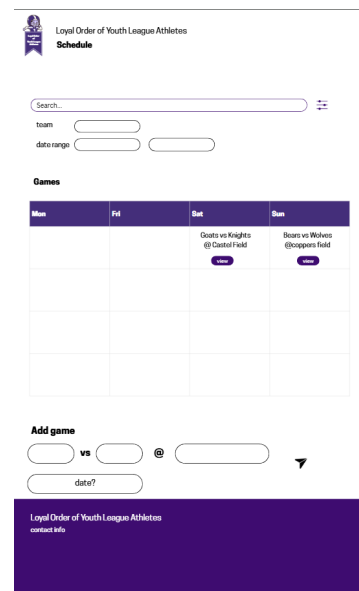 Loyal Order of Youth League Athletes
Schedule
Search...
team
date range
Games
Mon Fri Sat Sun
Goats vs Knights
@ Castel Field
view
Bears vs Wolves
@coppers field
view
Add game
vs @
date?
Loyal Order of Youth League Athletes
contact info